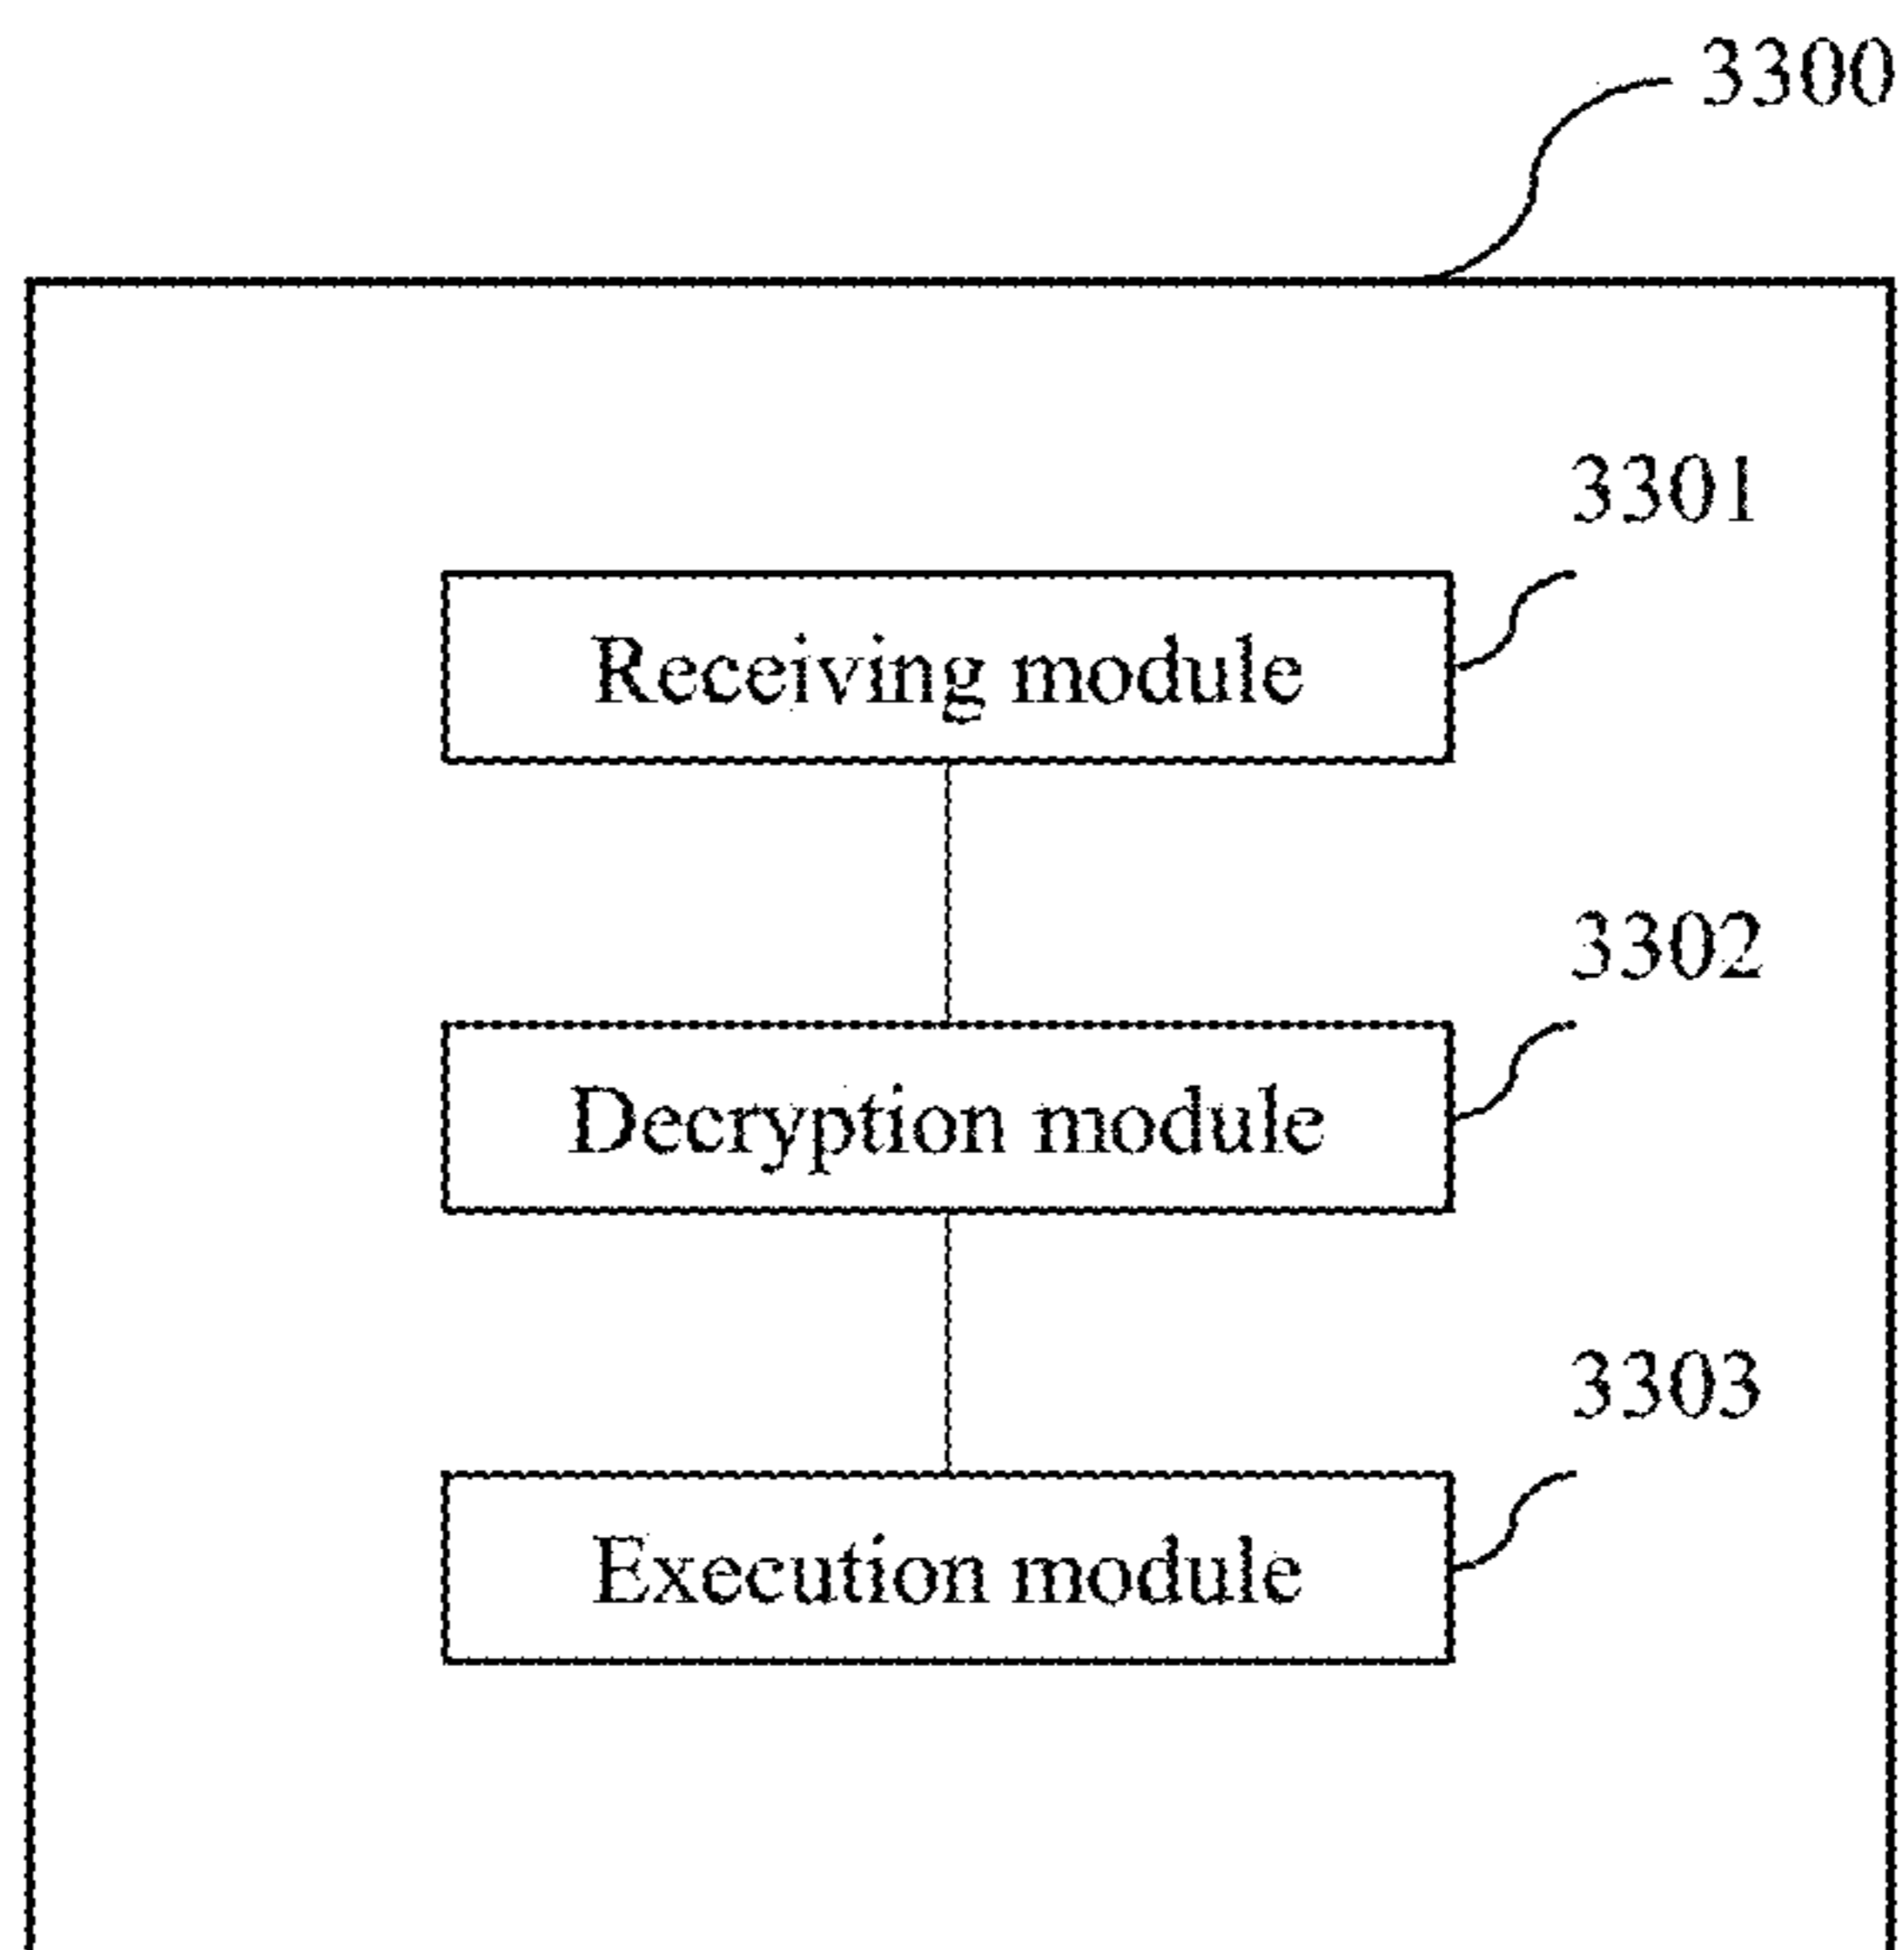 3300
3301
Receiving module
3302
Decryption module
3303
Execution module